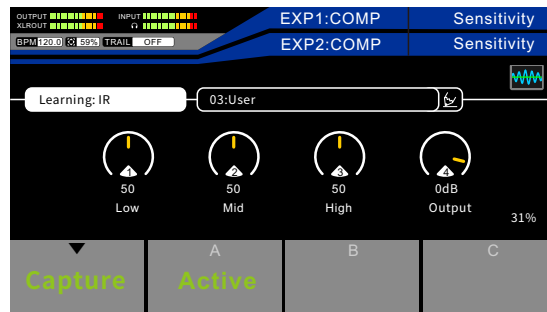 OUTPUT INPUT
XLROUT
BPM 120.0 59% TRAIL OFF
EXP1:COMP Sensitivity
EXP2:COMP Sensitivity
Learning: IR 03:User
1 2 3 4
50 50 50 0dB
Low Mid High Output
31%
A B C
Capture Active